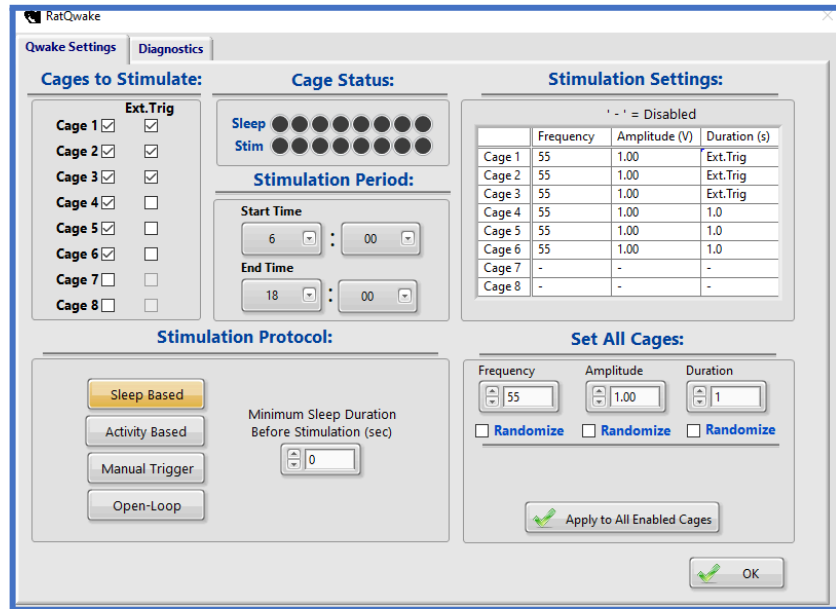 RatQwake
Qwake Settings
Diagnostics
Cages to Stimulate:
Ext.Trig
Cage 1
Cage 2
Cage 3
Cage 4
Cage 5
Cage 6
Cage 7
Cage 8
Cage Status:
Sleep
Stim
Stimulation Period:
Start Time
6 : 00
End Time
18 : 00
Stimulation Settings:
' - ' = Disabled
Frequency Amplitude (V) Duration (s)
Cage 1 55 1.00 Ext.Trig
Cage 2 55 1.00 Ext.Trig
Cage 3 55 1.00 Ext.Trig
Cage 4 55 1.00 1.0
Cage 5 55 1.00 1.0
Cage 6 55 1.00 1.0
Cage 7 - - -
Cage 8 - - -
Stimulation Protocol:
Sleep Based
Activity Based
Manual Trigger
Open-Loop
Minimum Sleep Duration
Before Stimulation (sec)
0
Set All Cages:
Frequency Amplitude Duration
55 1.00 1
Randomize Randomize Randomize
Apply to All Enabled Cages
OK